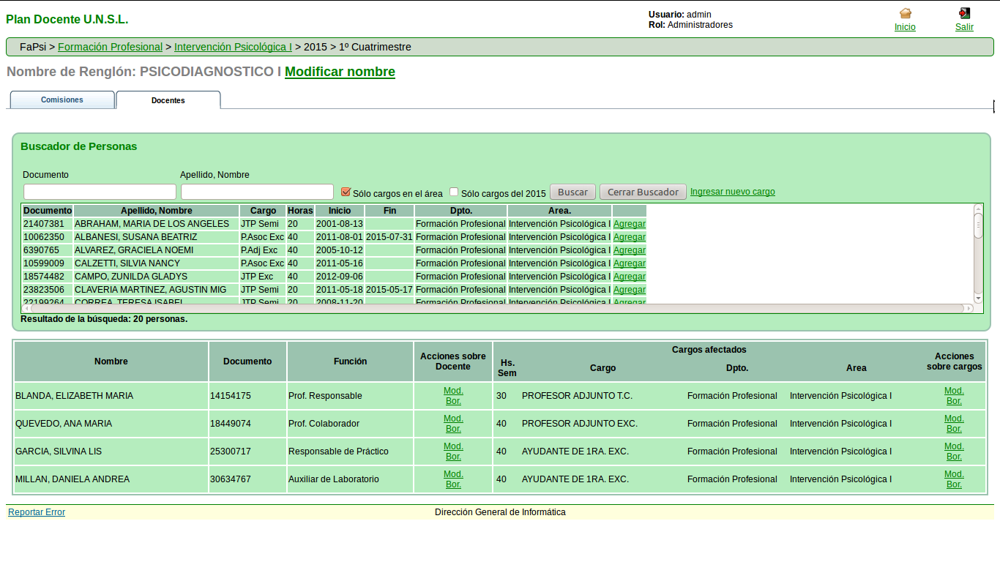 Plan Docente U.N.S.L.
Usuario: admin
Rol: Administradores
Inicio
Salir
FaPsi > Formación Profesional > Intervención Psicológica I > 2015 > 1º Cuatrimestre
Nombre de Renglón: PSICODIAGNOSTICO I Modificar nombre
Comisiones
Docentes
Buscador de Personas
Documento Apellido, Nombre
Sólo cargos en el área Sólo cargos del 2015 Buscar Cerrar Buscador Ingresar nuevo cargo
Documento Apellido, Nombre Cargo Horas Inicio Fin Dpto. Area.
21407381 ABRAHAM, MARIA DE LOS ANGELES JTP Semi 20 2001-08-13 Formación Profesional Intervención Psicológica I Agregar
10062350 ALBANESI, SUSANA BEATRIZ P.Asoc Exc 40 2011-08-01 2015-07-31 Formación Profesional Intervención Psicológica I Agregar
6390765 ALVAREZ, GRACIELA NOEMI P.Adj Exc 40 2005-10-12 Formación Profesional Intervención Psicológica I Agregar
10599009 CALZETTI, SILVIA NANCY P.Asoc Exc 40 2011-05-16 Formación Profesional Intervención Psicológica I Agregar
18574482 CAMPO, ZUNILDA GLADYS JTP Exc 40 2012-09-06 Formación Profesional Intervención Psicológica I Agregar
23823506 CLAVERIA MARTINEZ, AGUSTIN MIG JTP Semi 20 2011-05-18 2015-05-17 Formación Profesional Intervención Psicológica I Agregar
22199264 CORREA, TERESA ISABEL JTP Semi 20 2008-11-20 Formación Profesional Intervención Psicológica I Agregar
Resultado de la búsqueda: 20 personas.
Nombre Documento Función Acciones sobre Docente Cargos afectados
Hs. Sem Cargo Dpto. Area Acciones sobre cargos
BLANDA, ELIZABETH MARIA 14154175 Prof. Responsable Mod. Bor. 30 PROFESOR ADJUNTO T.C. Formación Profesional Intervención Psicológica I Mod. Bor.
QUEVEDO, ANA MARIA 18449074 Prof. Colaborador Mod. Bor. 40 PROFESOR ADJUNTO EXC. Formación Profesional Intervención Psicológica I Mod. Bor.
GARCIA, SILVINA LIS 25300717 Responsable de Práctico Mod. Bor. 40 AYUDANTE DE 1RA. EXC. Formación Profesional Intervención Psicológica I Mod. Bor.
MILLAN, DANIELA ANDREA 30634767 Auxiliar de Laboratorio Mod. Bor. 40 AYUDANTE DE 1RA. EXC. Formación Profesional Intervención Psicológica I Mod. Bor.
Reportar Error Dirección General de Informática